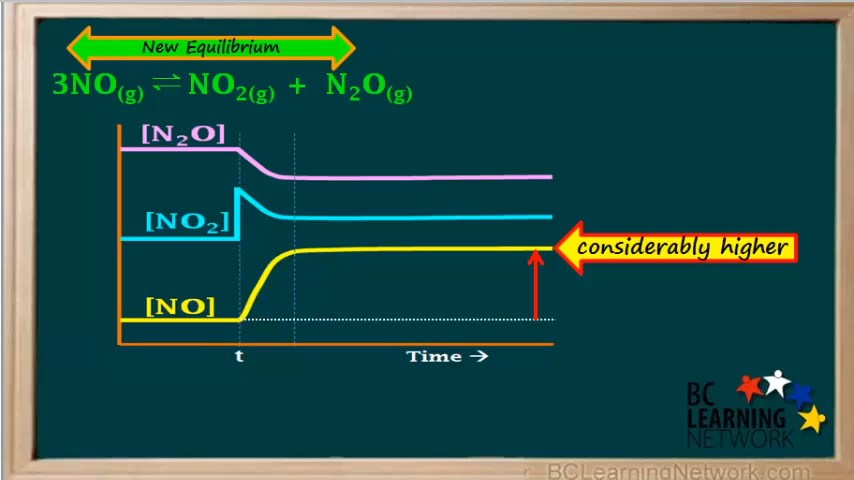 New Equilibrium
3NO(g) ⇌ NO2(g) + N2O(g)
[N2O]
[NO2]
considerably higher
[NO]
t
Time →
BC
LEARNING
NETWORK
BCLearningNetwork.com